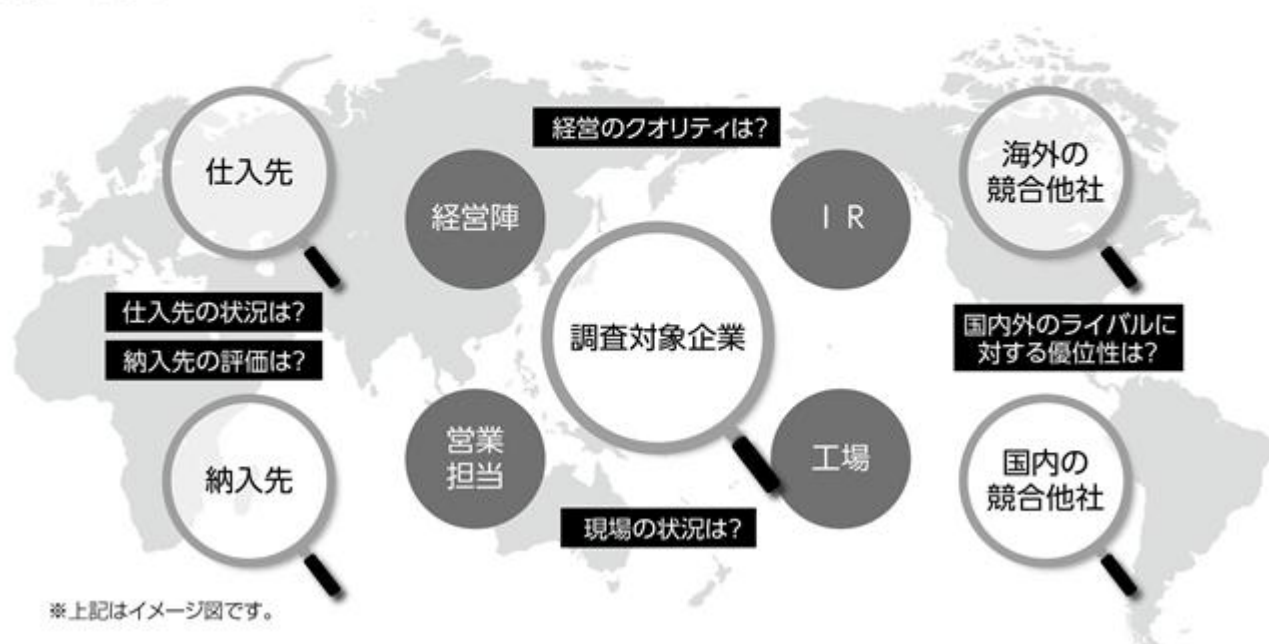 経営のクオリティは?
仕入先
経営陣
I R
海外の
競合他社
仕入先の状況は?
納入先の評価は?
調査対象企業
国内外のライバルに
対する優位性は?
納入先
営業
担当
工場
国内の
競合他社
現場の状況は?
※上記はイメージ図です。